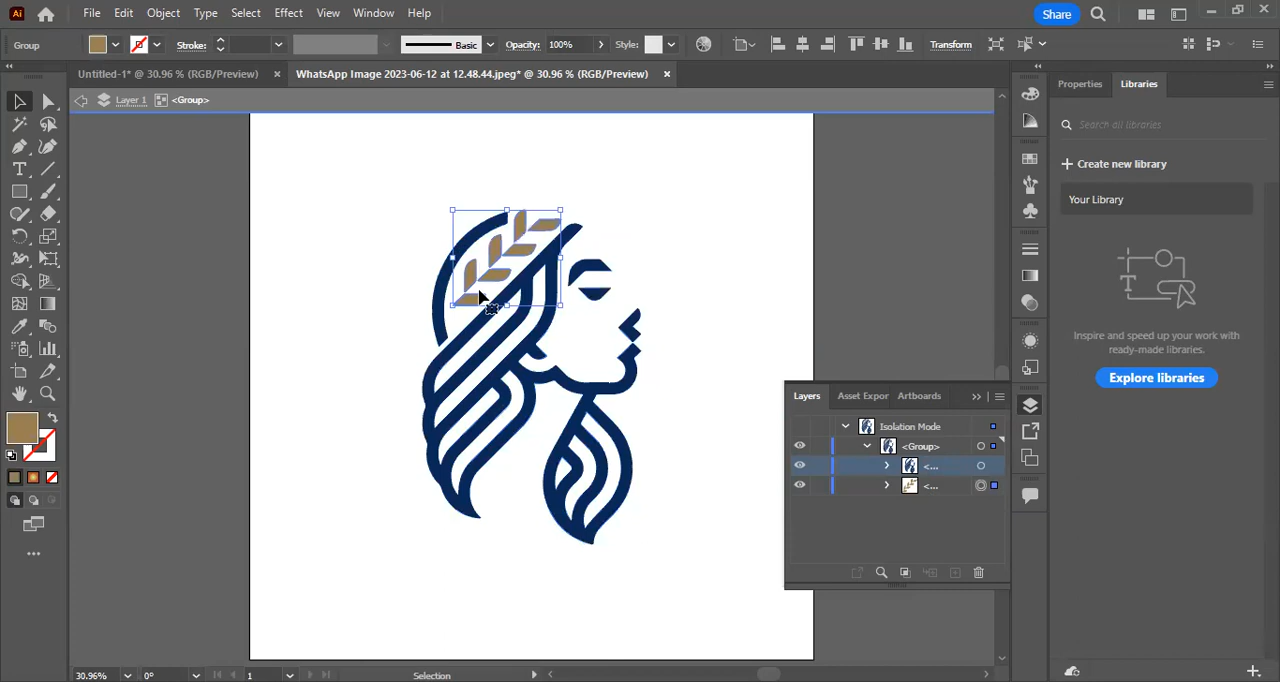 Ai File Edit Object Type Select Effect View Window Help Share
Group Stroke: Basic Opacity: 100% Style: Transform
Untitled-1* @ 30.96 % (RGB/Preview) × WhatsApp Image 2023-06-12 at 12.48.44.jpeg* @ 30.96 % (RGB/Preview) ×
Layer 1 <Group>
Properties Libraries
Search all libraries
Create new library
Your Library
Inspire and speed up your work with
ready-made libraries.
Explore libraries
Layers Asset Expor Artboards
Isolation Mode
<Group>
<...
<...
30.96% 0° 1 Selection